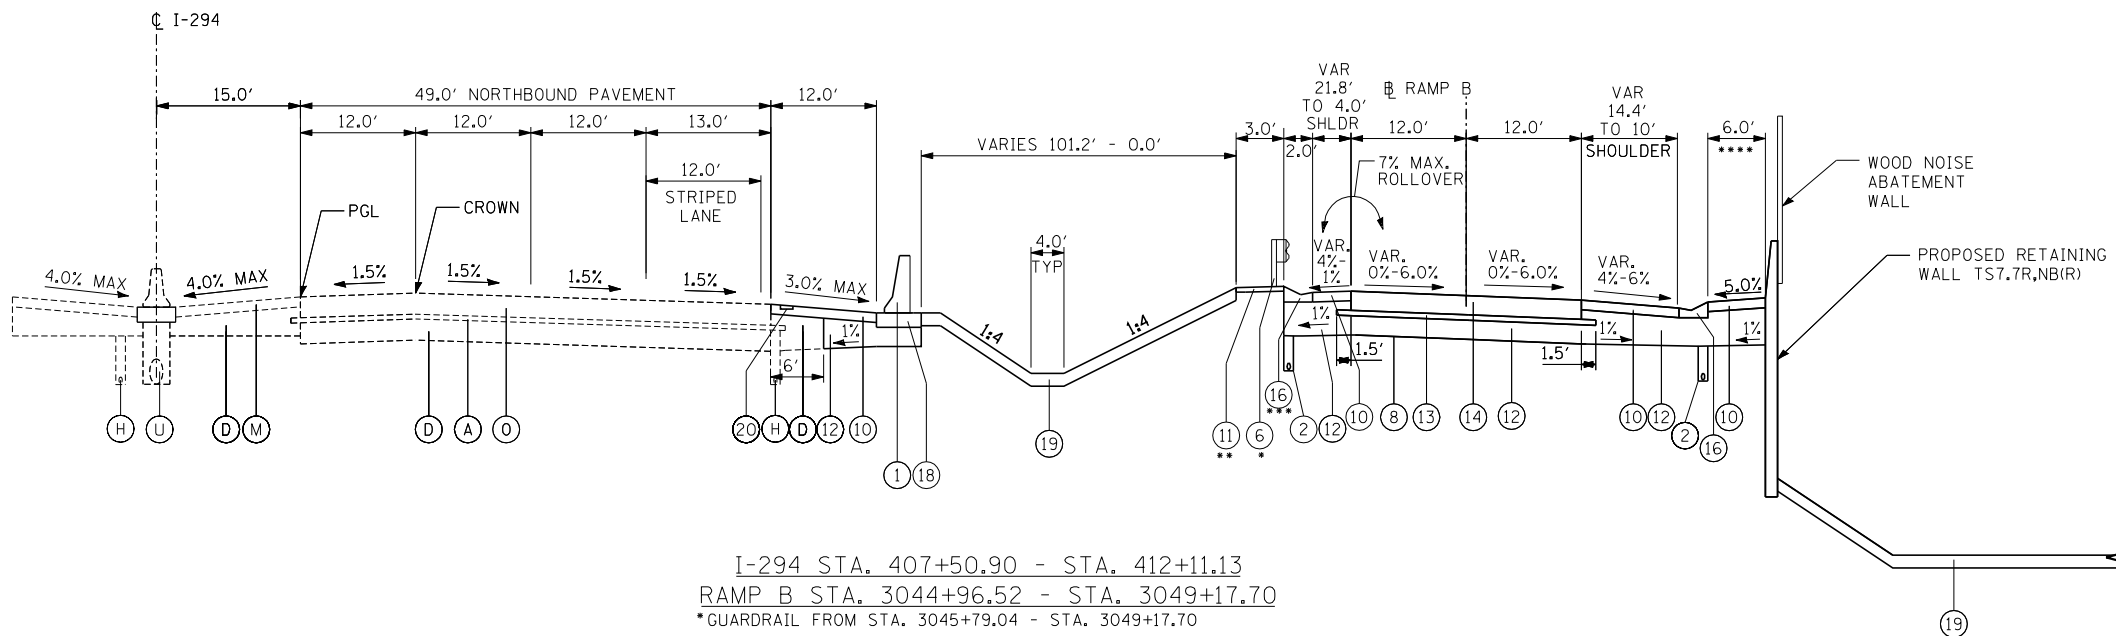 ℄ I-294
15.0'
49.0' NORTHBOUND PAVEMENT
12.0'
12.0'
12.0'
12.0'
13.0'
12.0'
STRIPED
LANE
PGL
CROWN
4.0% MAX
4.0% MAX
1.5%
1.5%
1.5%
1.5%
3.0% MAX
1%
6'
VARIES 101.2' - 0.0'
1:4
4.0'
TYP
1:4
3.0'
2.0'
VAR
21.8'
TO 4.0'
SHLDR
B RAMP B
12.0'
12.0'
VAR
14.4'
TO 10'
SHOULDER
6.0'
****
7% MAX.
ROLLOVER
VAR.
4%-
1%
VAR.
0%-6.0%
VAR.
0%-6.0%
VAR.
4%-6%
5.0%
1%
1.5'
1.5'
1%
1%
WOOD NOISE
ABATEMENT
WALL
PROPOSED RETAINING
WALL TS7.7R,NB(R)
H U D M D A O 20 H D 12 10
1 18 19
11 6 16 2 12 10 8 13 14 12 10 12 2 16 10
** * ***
19
I-294 STA. 407+50.90 - STA. 412+11.13
RAMP B STA. 3044+96.52 - STA. 3049+17.70
*GUARDRAIL FROM STA. 3045+79.04 - STA. 3049+17.70